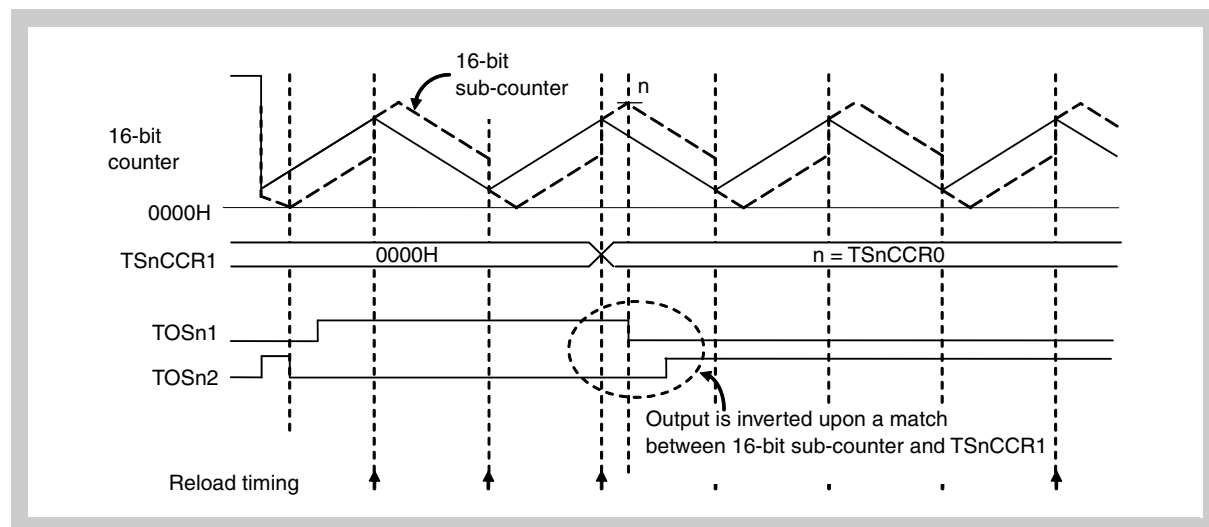 16-bit
sub-counter
n
16-bit
counter
0000H
TSnCCR1
0000H
n = TSnCCR0
TOSn1
TOSn2
Output is inverted upon a match
between 16-bit sub-counter and TSnCCR1
Reload timing